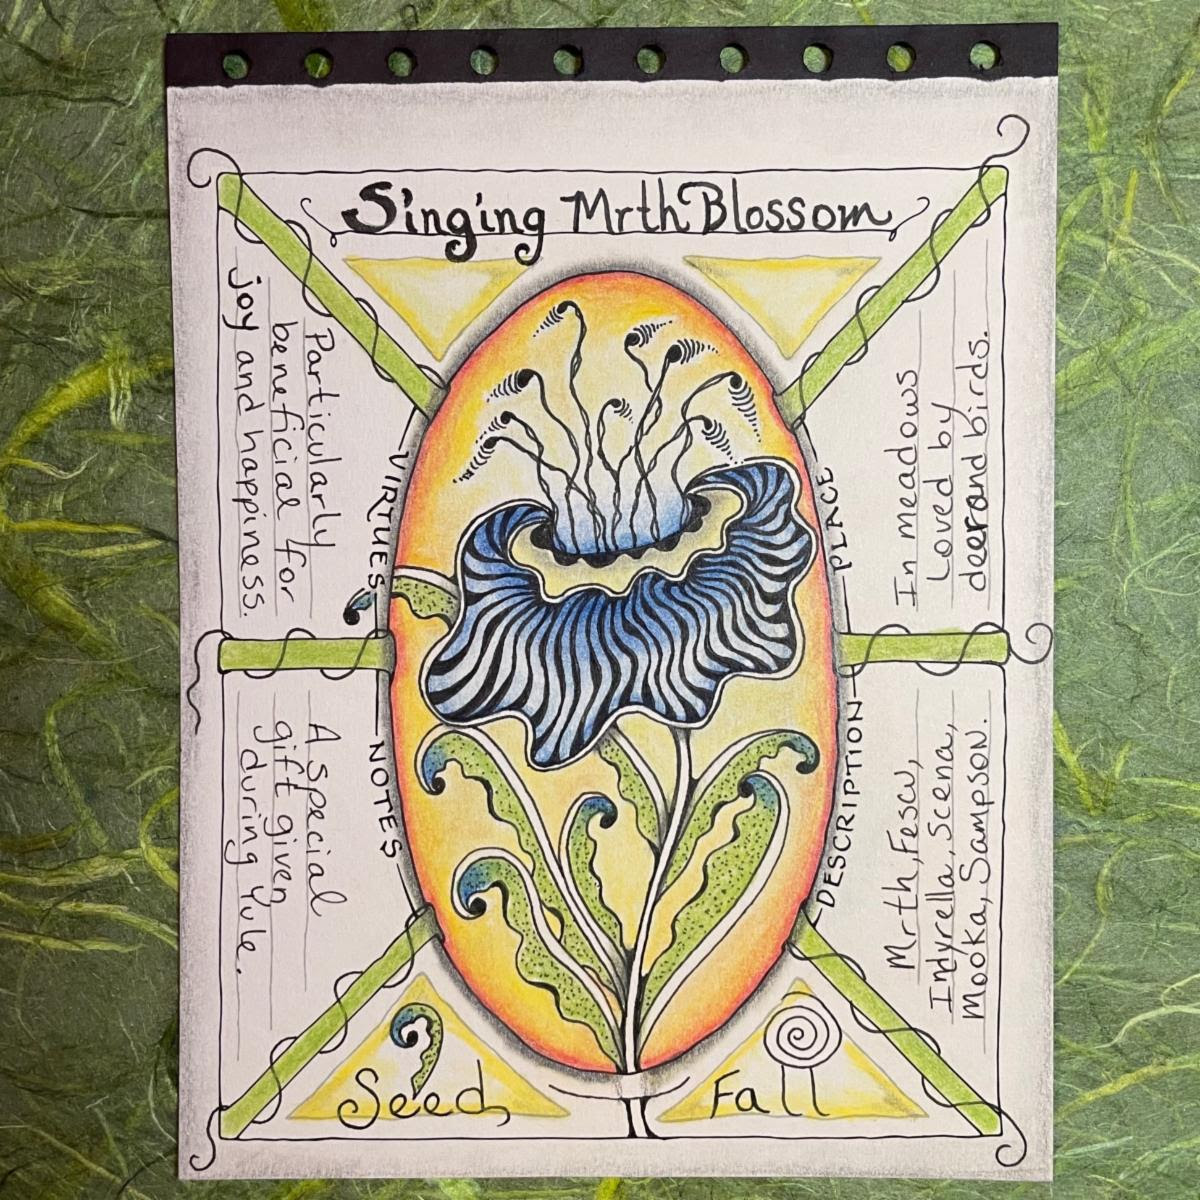 Singing Mrth Blossom
VIRTUES
Particularly
beneficial for
joy and happiness.
PLACE
In meadows
Loved by
deer and birds.
NOTES
A special
gift given
during Yule.
DESCRIPTION
Mrth, Fescu,
Indyrella, Scena,
Mooka, Sampson.
Seed
Fall